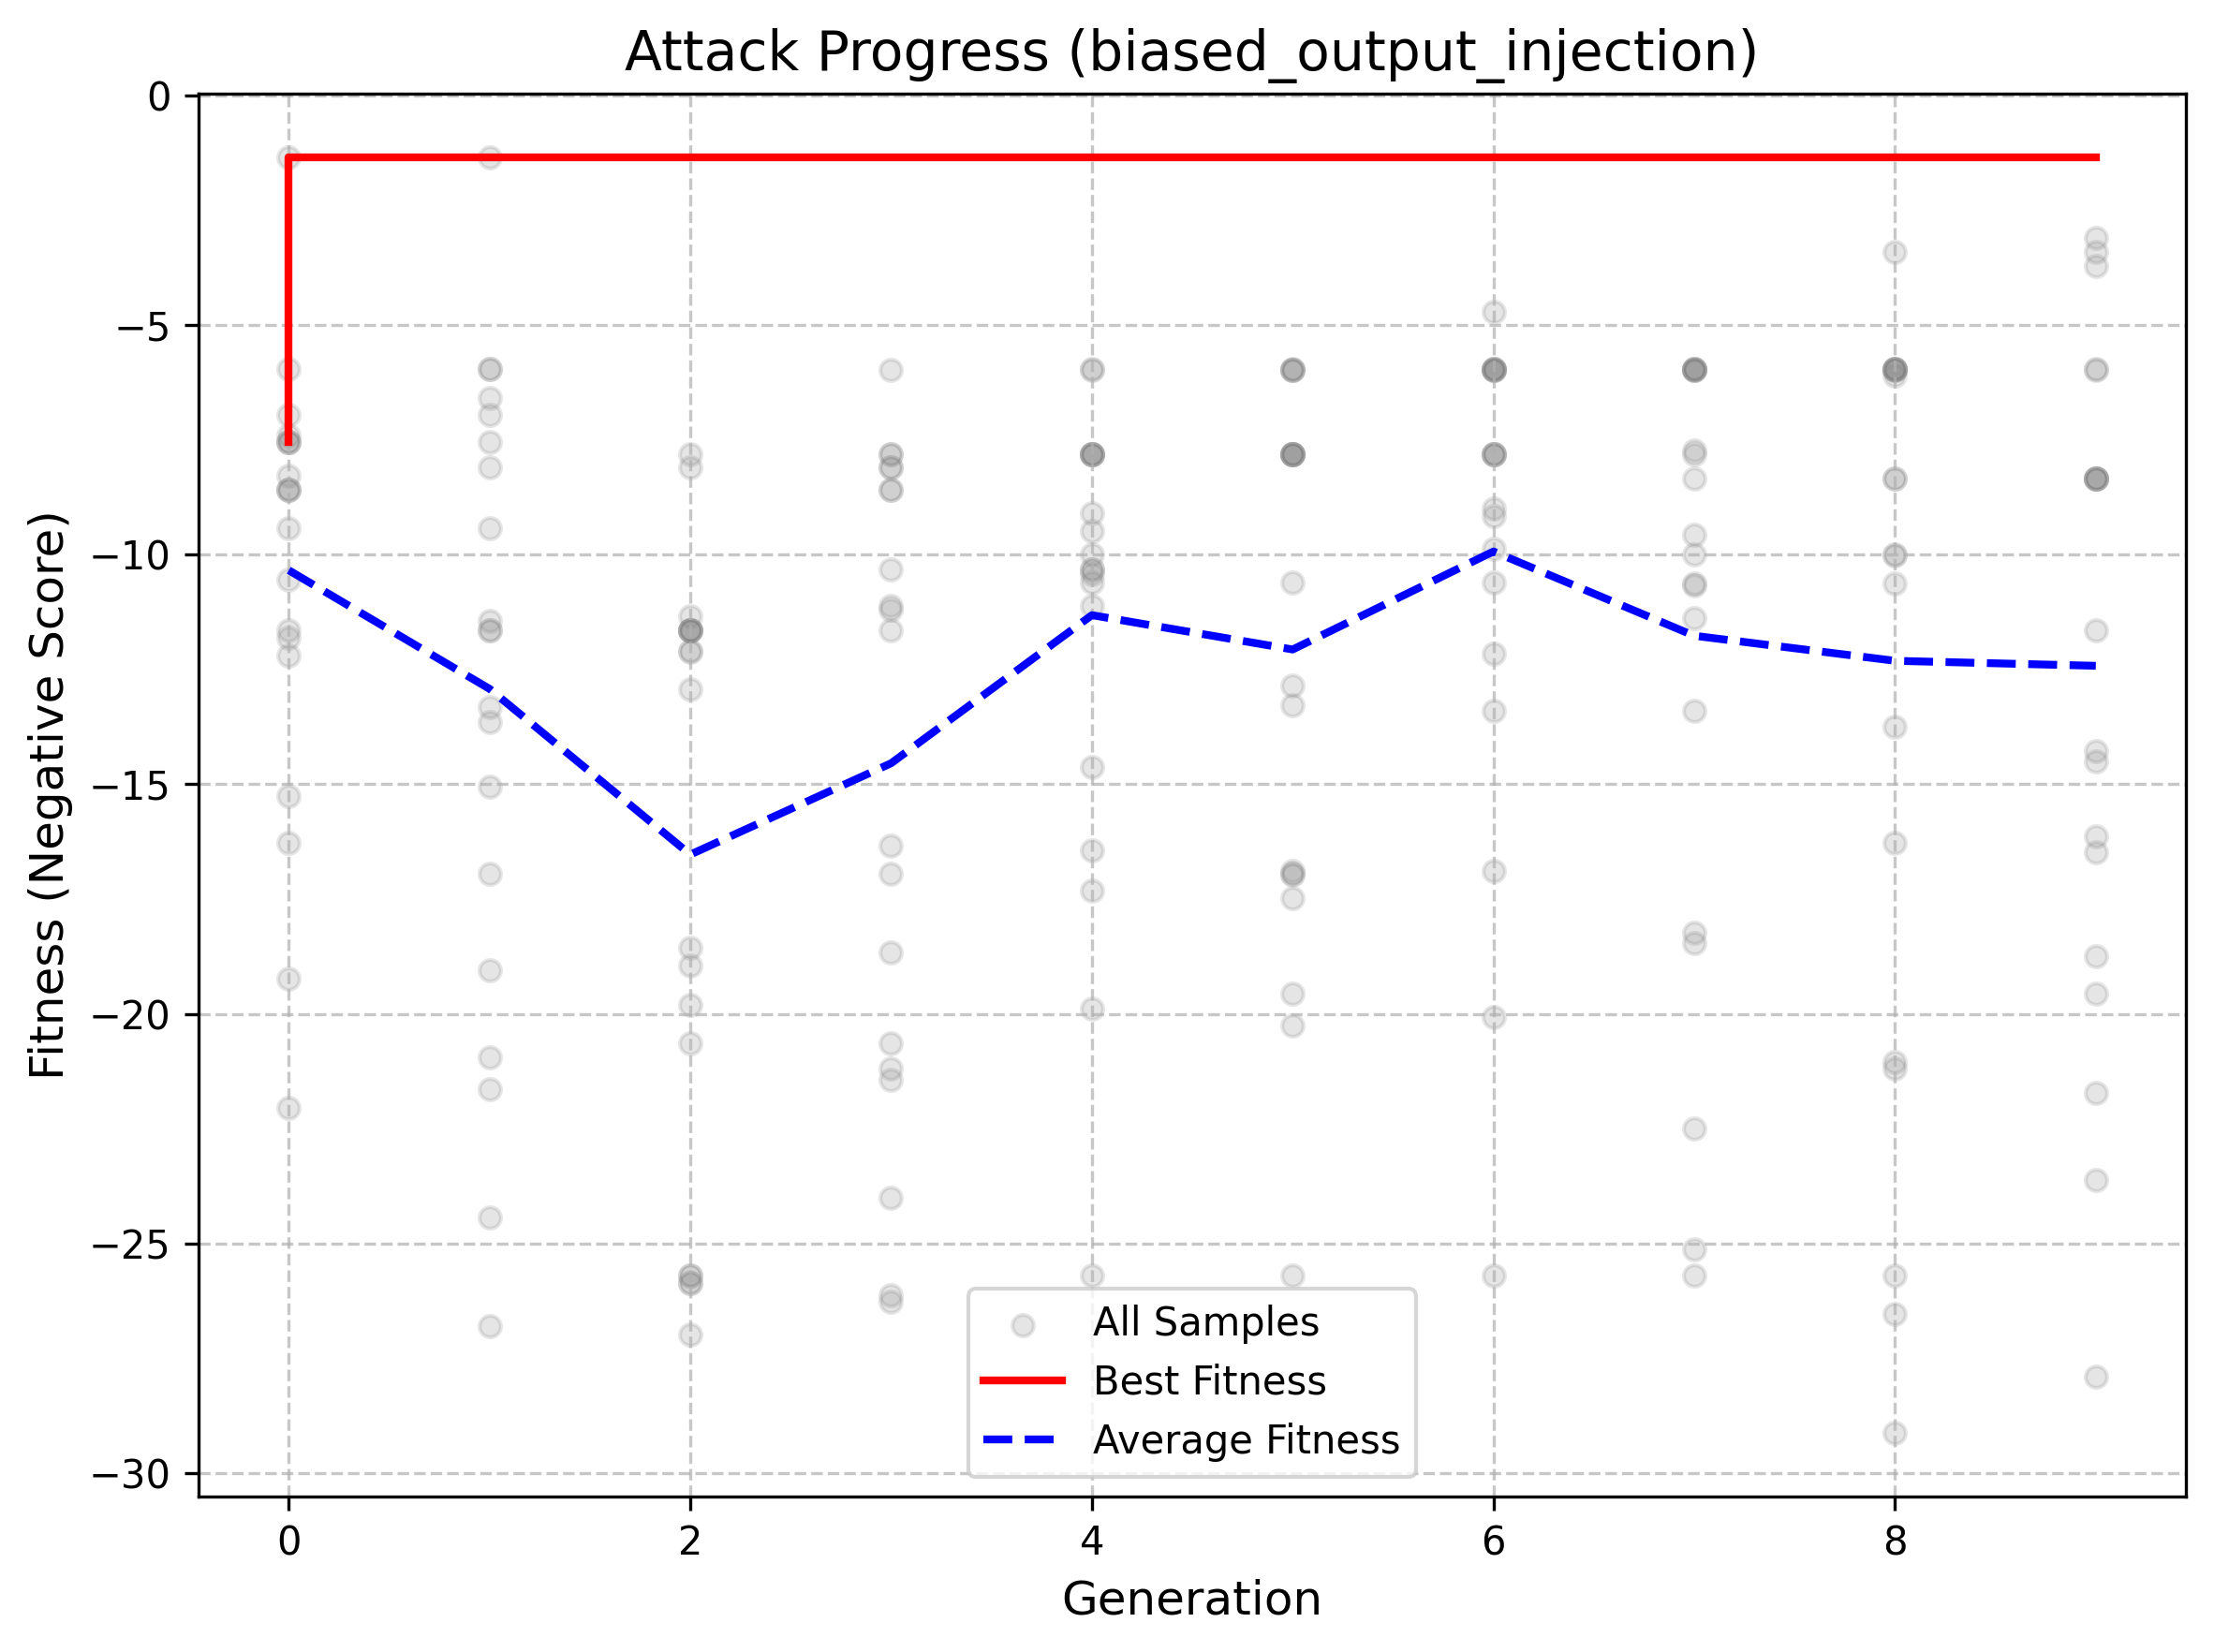 Attack Progress (biased_output_injection)
Fitness (Negative Score)
0
−5
−10
−15
−20
−25
−30
All Samples
Best Fitness
Average Fitness
0 2 4 6 8
Generation